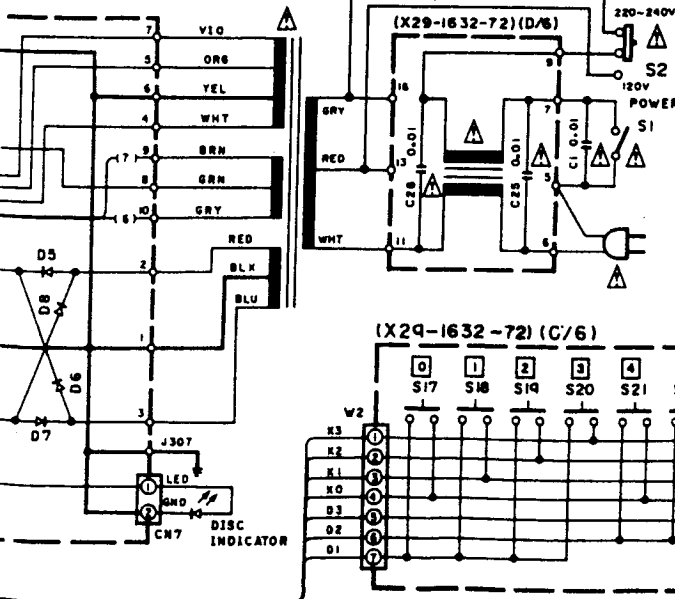 7 VIO
5 ORG
6 YEL
4 WHT
( 7 ) 9 BRN
8 GRN
( 6 ) 10 GRY
2 RED
BLK
1 BLU
3
D5
D8
D6
D7
J307
1 LED
2 GND
CN7
DISC
INDICATOR
GRY
RED
WHT
(X29-1632-72)(D/6)
16
13
11
9
7
5
6
C26 0.01
C25 0.01
C1 0.01
220~240V
S2
120V
POWER
S1
(X29-1632-72)(C/6)
0 1 2 3 4
S17 S18 S19 S20 S21
W2
K3 1
K2 2
K1 3
K0 4
D3 5
D2 6
D1 7